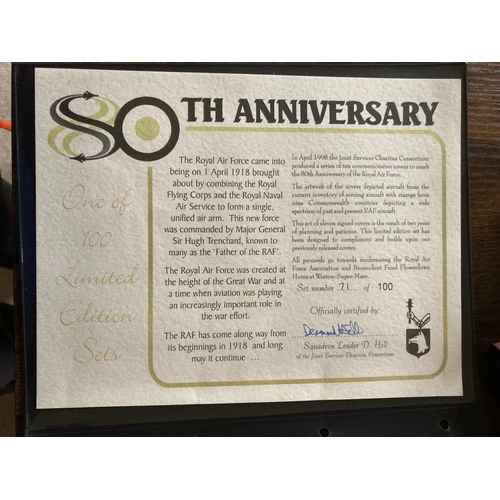 80TH ANNIVERSARY
One of
100
Limited
Edition
Sets
The Royal Air Force came into
being on 1 April 1918 brought
about by combining the Royal
Flying Corps and the Royal Naval
Air Service to form a single,
unified air arm. This new force
was commanded by Major General
Sir Hugh Trenchard, known to
many as the 'Father of the RAF'.
The Royal Air Force was created at
the height of the Great War and at
a time when aviation was playing
an increasingly important role in
the war effort.
The RAF has come along way from
its beginnings in 1918 and long
may it continue ...
In April 1998 the Joint Services Charities Consortium
produced a series of ten commemorative covers to mark
the 80th Anniversary of the Royal Air Force.
The artwork of the covers depicted aircraft from the
current inventory of serving aircraft with stamps from
nine Commonwealth countries depicting a wide
spectrum of past and present RAF aircraft.
This set of eleven signed covers is the result of two years
of planning and patience. This limited edition set has
been designed to compliment and builds upon our
previously released covers.
All proceeds go towards modernising the Royal Air
Force Association and Benevolent Fund Flowerdown
Home at Weston-Super-Mare.
Set number 71 of 100
Officially certified by:
Squadron Leader D. Hill
of the Joint Services Charities Consortium